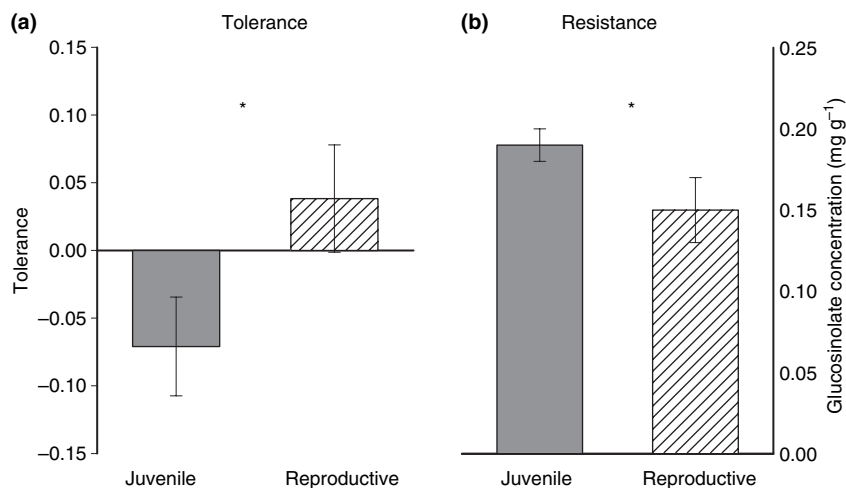 (a)
Tolerance
0.15
0.10
0.05
0.00
−0.05
−0.10
−0.15
Tolerance
*
Juvenile
Reproductive
(b)
Resistance
*
0.25
0.20
0.15
0.10
0.05
0.00
Glucosinolate concentration (mg g⁻¹)
Juvenile
Reproductive